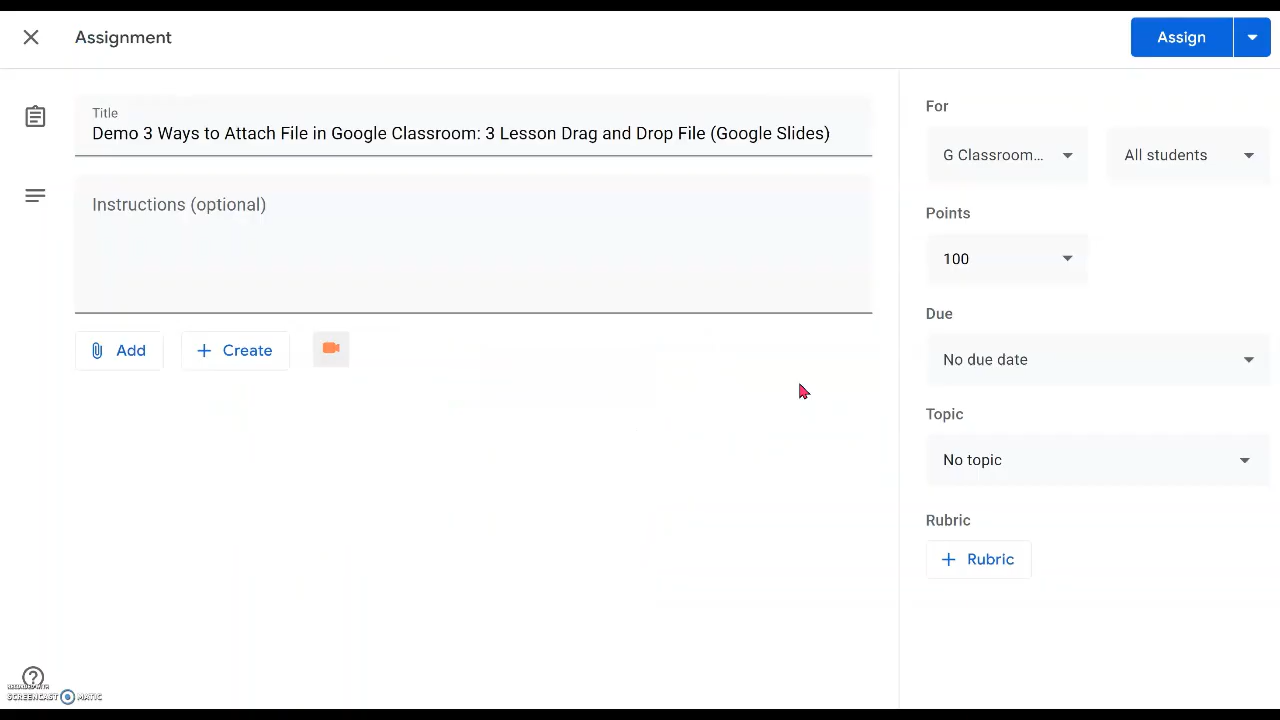 Assignment
Assign
Title
Demo 3 Ways to Attach File in Google Classroom: 3 Lesson Drag and Drop File (Google Slides)
Instructions (optional)
Add
Create
For
G Classroom...
All students
Points
100
Due
No due date
Topic
No topic
Rubric
Rubric
RECORDED WITH
SCREENCAST MATIC